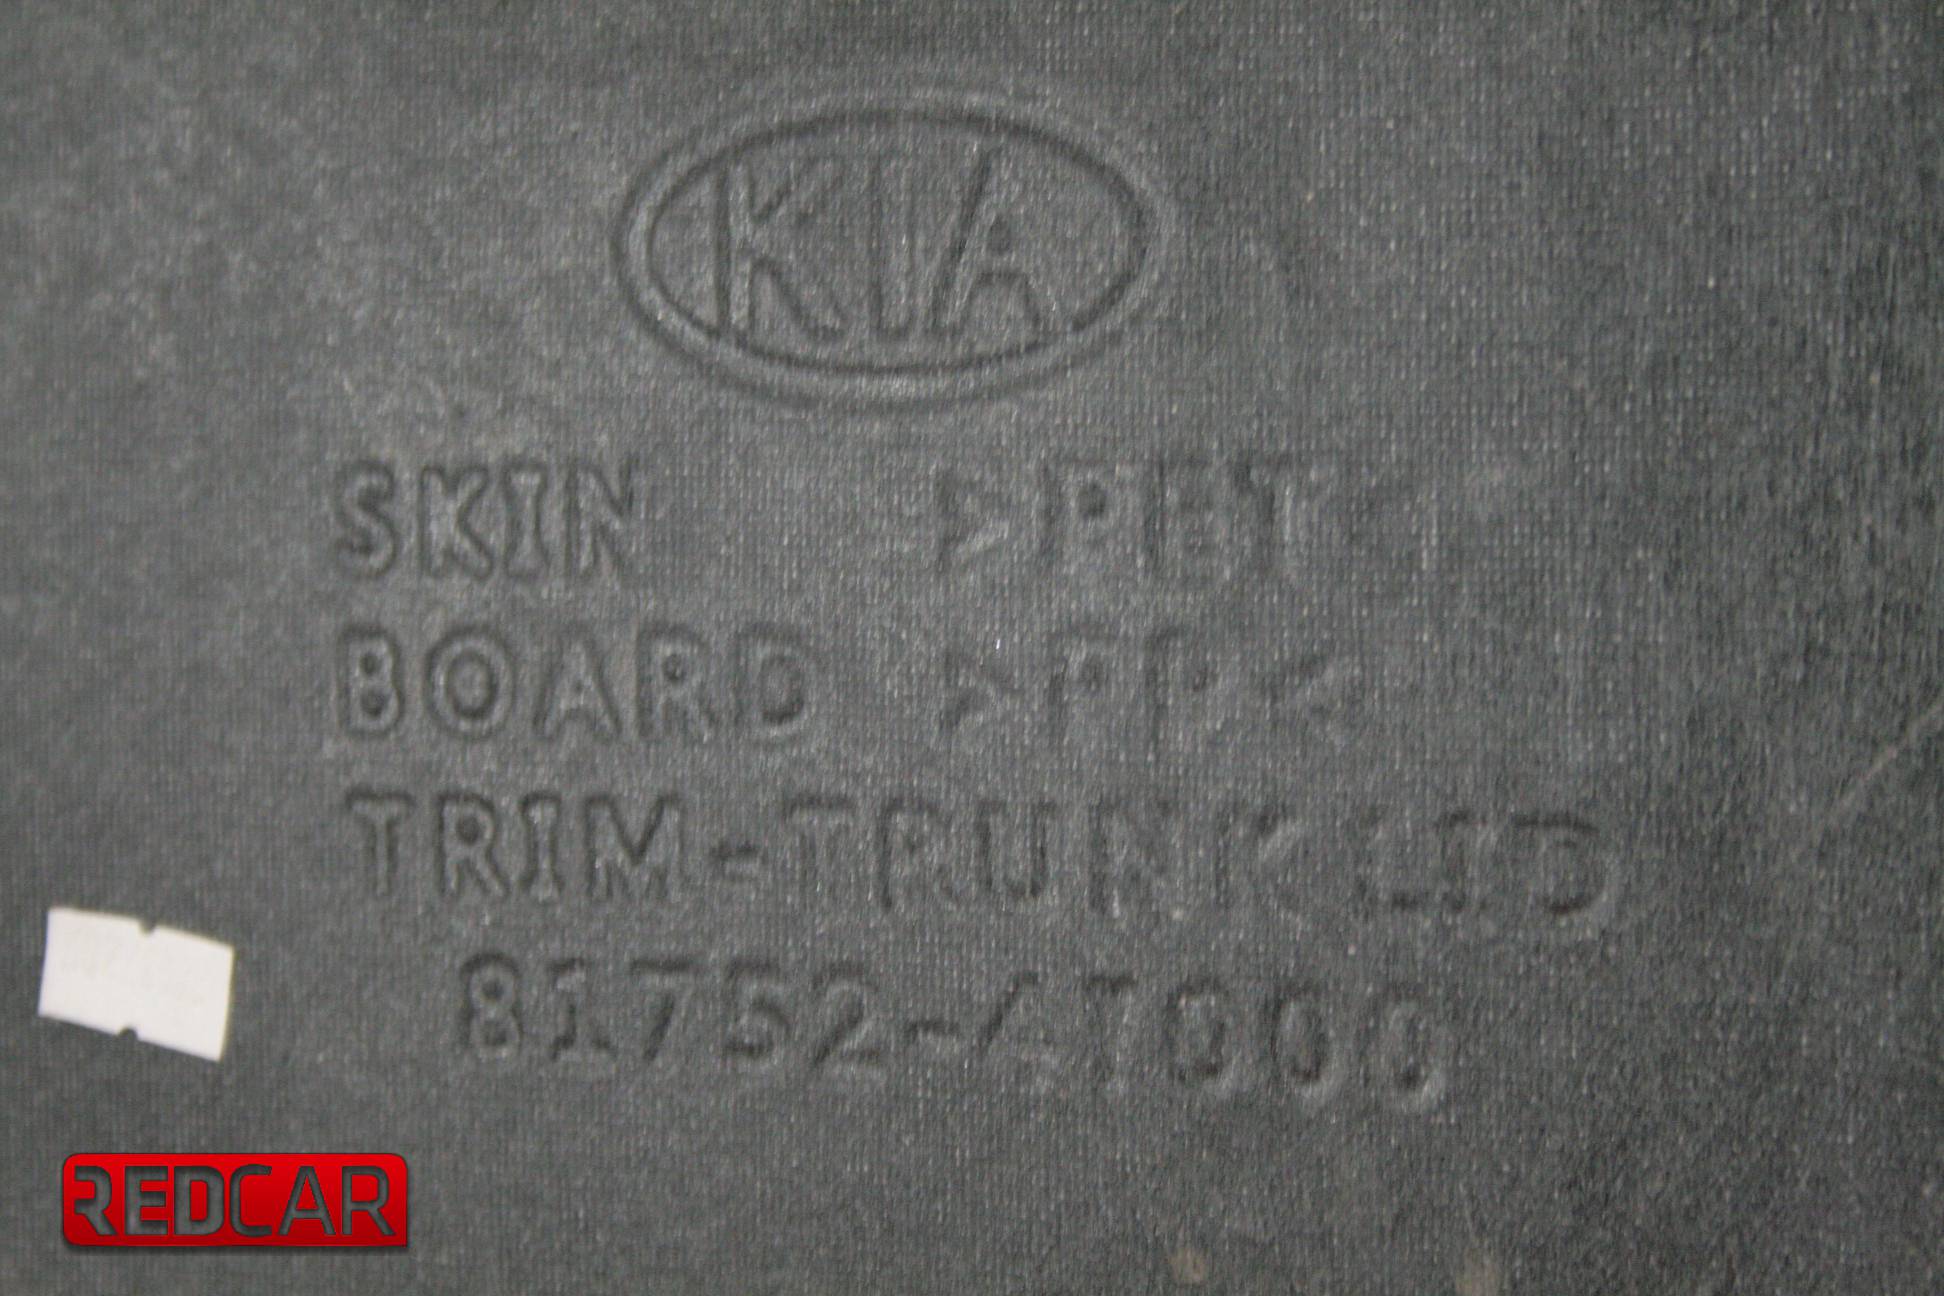 KIA
SKIN >PET
BOARD >PP<
TRIM-TRUNK LID
81752-4T000
REDCAR